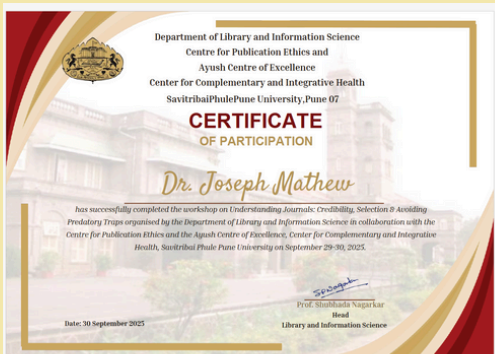 Department of Library and Information Science
Centre for Publication Ethics and
Ayush Centre of Excellence
Center for Complementary and Integrative Health
SavitribaiPhulePune University,Pune 07
CERTIFICATE
OF PARTICIPATION
Dr. Joseph Mathew
has successfully completed the workshop on Understanding Journals: Credibility, Selection & Avoiding
Predatory Traps organised by the Department of Library and Information Science in collaboration with the
Centre for Publication Ethics and the Ayush Centre of Excellence, Center for Complementary and Integrative
Health, Savitribai Phule Pune University on September 29-30, 2025.
Prof. Shubhada Nagarkar
Head
Date: 30 September 2025
Library and Information Science